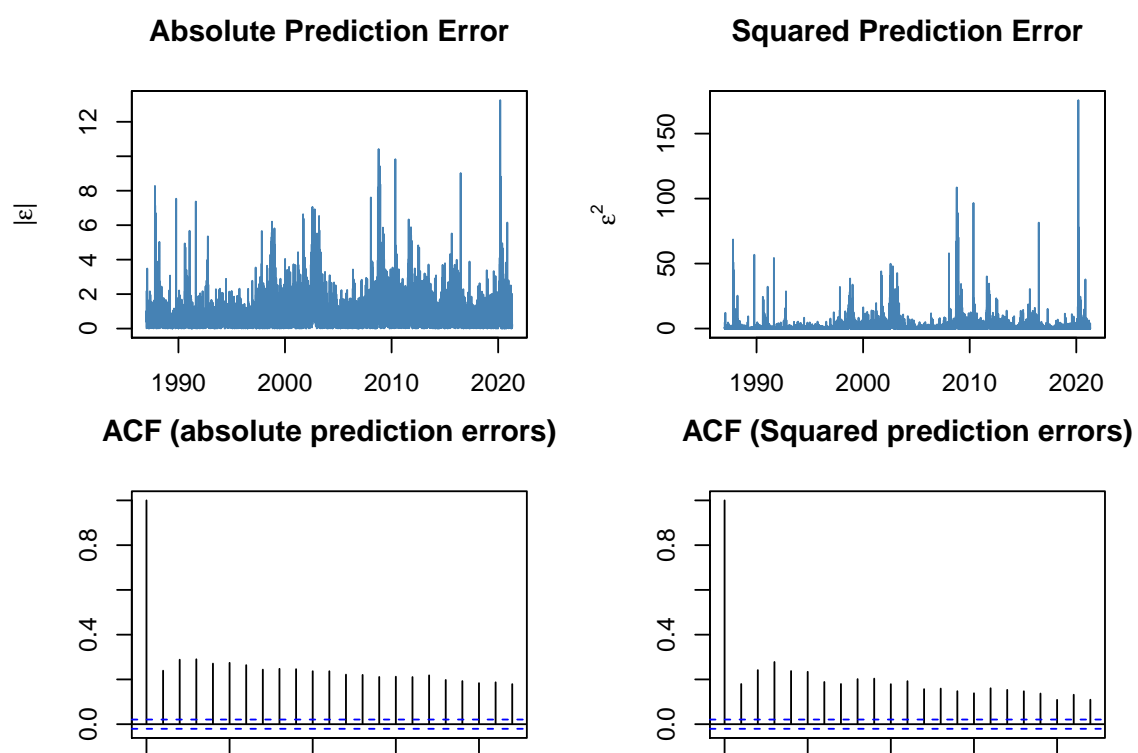 Absolute Prediction Error
|ε|
12
8
6
4
2
0
1990 2000 2010 2020
Squared Prediction Error
ε²
150
100
50
0
1990 2000 2010 2020
ACF (absolute prediction errors)
0.8
0.4
0.0
ACF (Squared prediction errors)
0.8
0.4
0.0